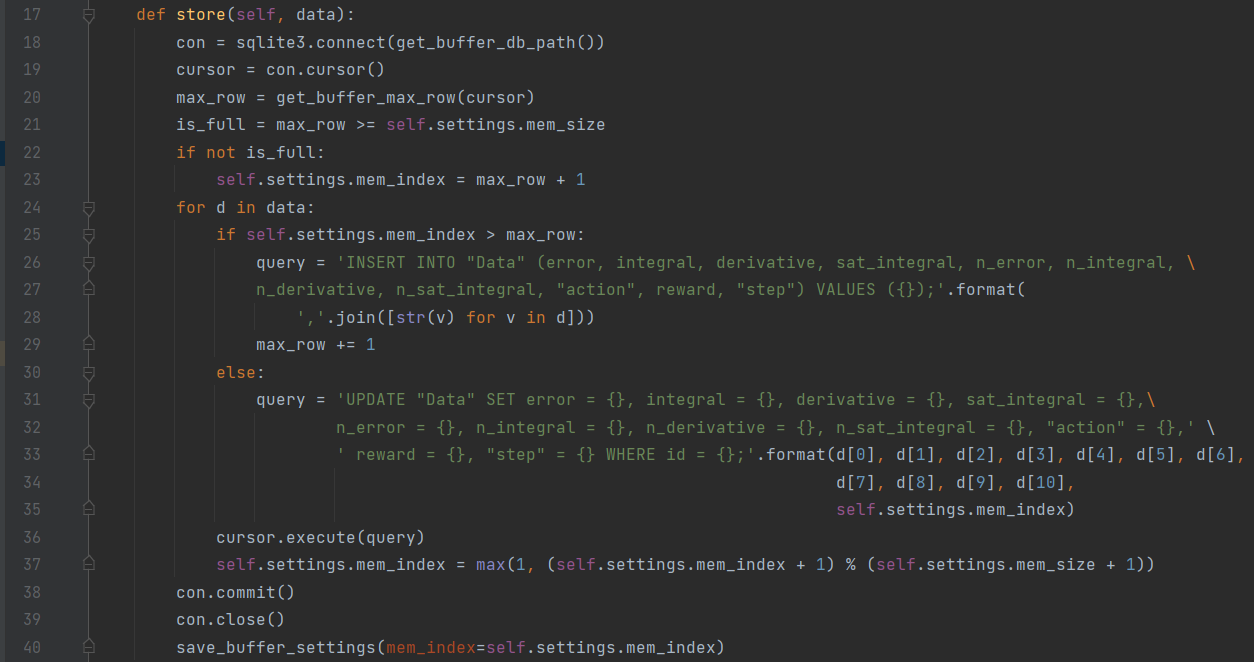 17 def store(self, data):
18 con = sqlite3.connect(get_buffer_db_path())
19 cursor = con.cursor()
20 max_row = get_buffer_max_row(cursor)
21 is_full = max_row >= self.settings.mem_size
22 if not is_full:
23 self.settings.mem_index = max_row + 1
24 for d in data:
25 if self.settings.mem_index > max_row:
26 query = 'INSERT INTO "Data" (error, integral, derivative, sat_integral, n_error, n_integral, \
27 n_derivative, n_sat_integral, "action", reward, "step") VALUES ({});'.format(
28 ','.join([str(v) for v in d]))
29 max_row += 1
30 else:
31 query = 'UPDATE "Data" SET error = {}, integral = {}, derivative = {}, sat_integral = {},\
32 n_error = {}, n_integral = {}, n_derivative = {}, n_sat_integral = {}, "action" = {},' \
33 ' reward = {}, "step" = {} WHERE id = {};'.format(d[0], d[1], d[2], d[3], d[4], d[5], d[6],
34 d[7], d[8], d[9], d[10],
35 self.settings.mem_index)
36 cursor.execute(query)
37 self.settings.mem_index = max(1, (self.settings.mem_index + 1) % (self.settings.mem_size + 1))
38 con.commit()
39 con.close()
40 save_buffer_settings(mem_index=self.settings.mem_index)